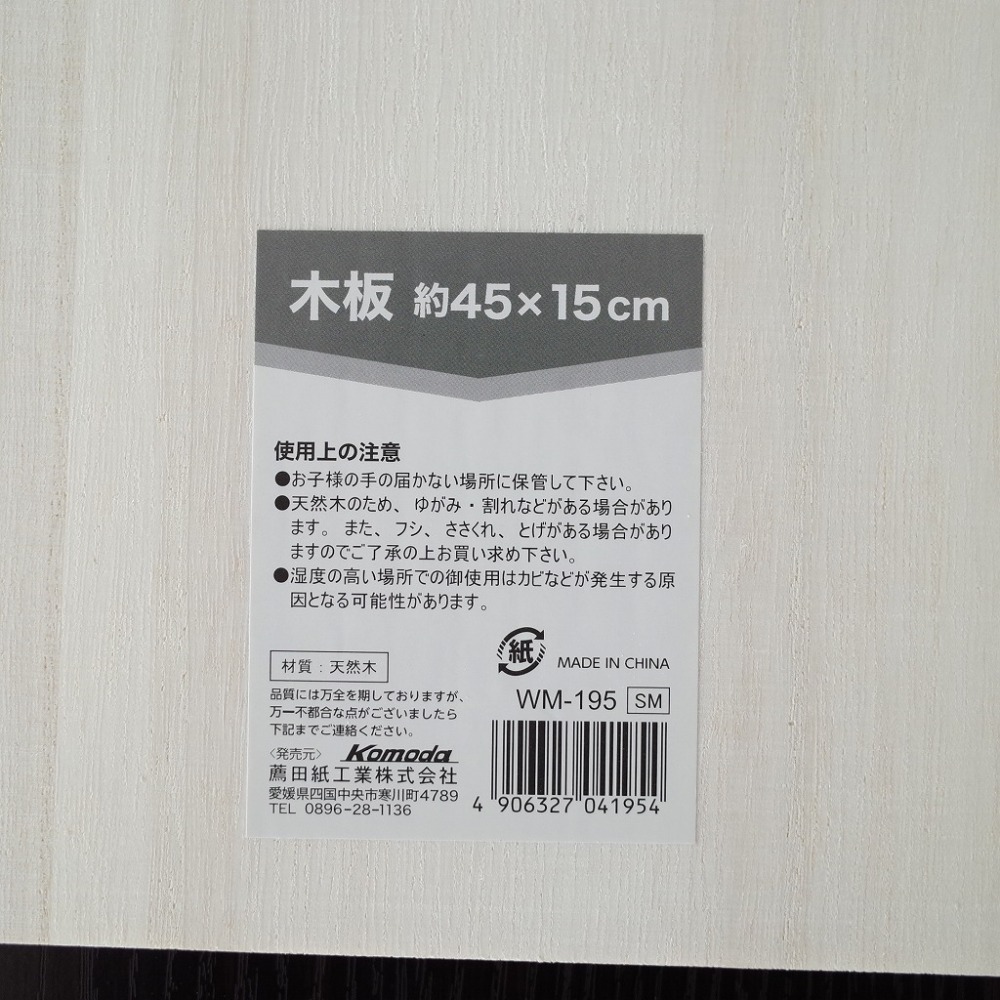 木板 約45×15cm
使用上の注意
●お子様の手の届かない場所に保管して下さい。
●天然木のため、ゆがみ・割れなどがある場合があり
ます。また、フシ、ささくれ、とげがある場合があり
ますのでご了承の上お買い求め下さい。
●湿度の高い場所での御使用はカビなどが発生する原
因となる可能性があります。
紙 MADE IN CHINA
材質：天然木
WM-195 SM
品質には万全を期しておりますが、
万一不都合な点がございましたら
下記までご連絡ください。
〈発売元〉 Komoda
薦田紙工業株式会社
愛媛県四国中央市寒川町4789
TEL 0896-28-1136
4 906327 041954